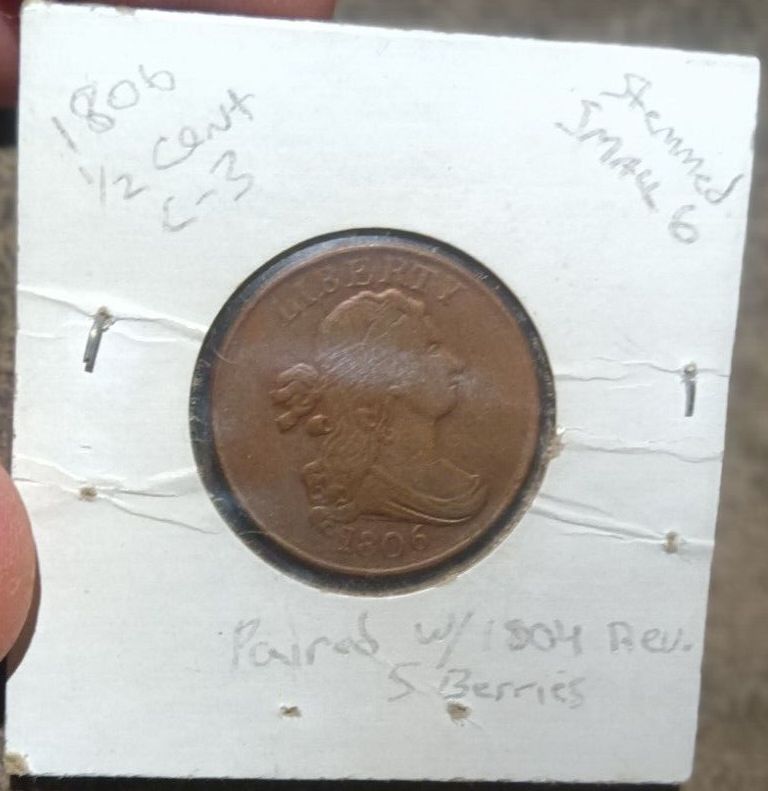 1806
1/2 cent
C-3
Stemmed
Small 6
LIBERTY
1806
Paired w/ 1804 Rev.
5 Berries